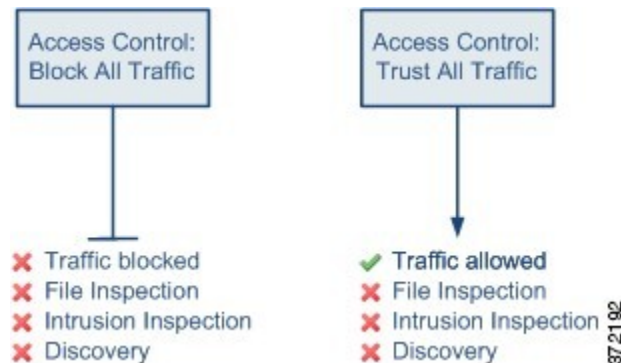 Access Control:
Block All Traffic
Traffic blocked
File Inspection
Intrusion Inspection
Discovery
Access Control:
Trust All Traffic
Traffic allowed
File Inspection
Intrusion Inspection
Discovery
372192